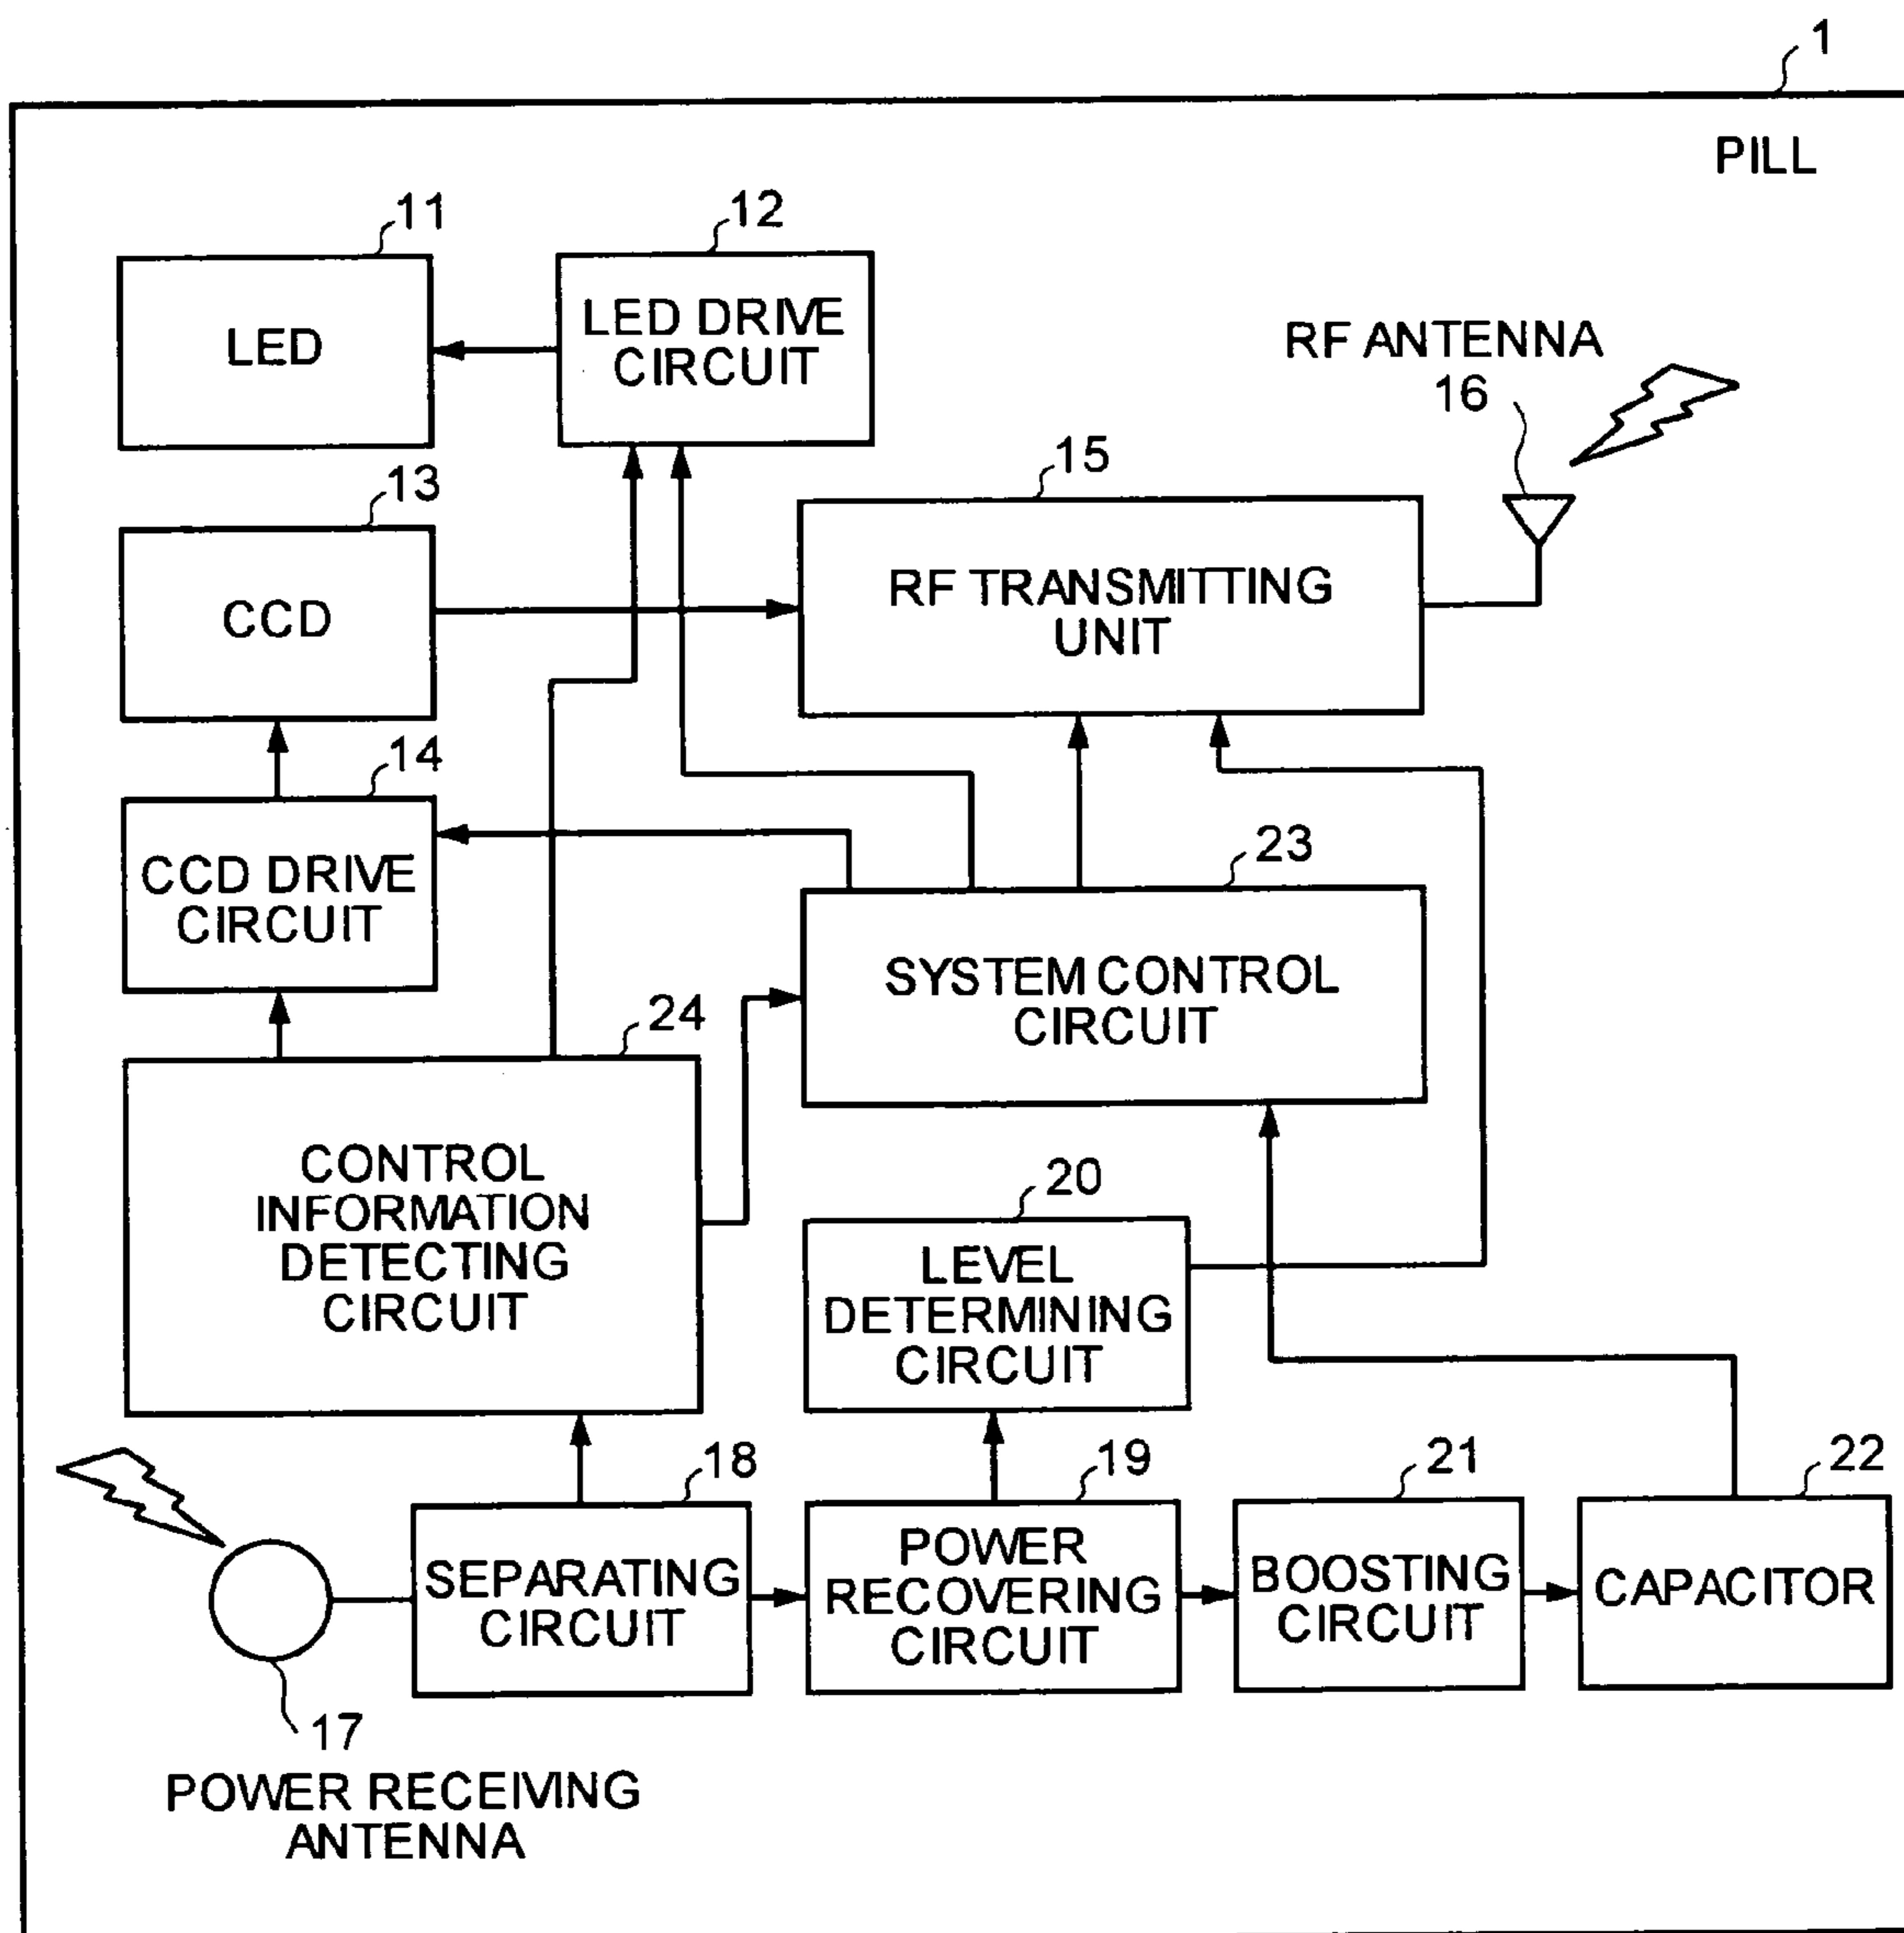 1
PILL
11
LED
12
LED DRIVE
CIRCUIT
RF ANTENNA
16
13
CCD
15
RF TRANSMITTING
UNIT
14
CCD DRIVE
CIRCUIT
23
SYSTEM CONTROL
CIRCUIT
24
CONTROL
INFORMATION
DETECTING
CIRCUIT
20
LEVEL
DETERMINING
CIRCUIT
18
SEPARATING
CIRCUIT
19
POWER
RECOVERING
CIRCUIT
21
BOOSTING
CIRCUIT
22
CAPACITOR
17
POWER RECEIVING
ANTENNA